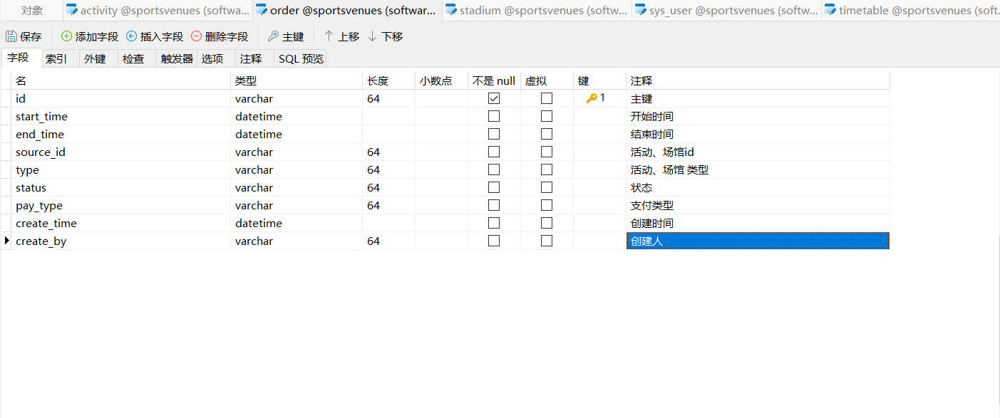 对象 activity @sportsvenues (softwa... order @sportsvenues (softwar... stadium @sportsvenues (softw... sys_user @sportsvenues (softw... timetable @sportsvenues (soft...
保存 添加字段 插入字段 删除字段 主键 上移 下移
字段 索引 外键 检查 触发器 选项 注释 SQL 预览
名 类型 长度 小数点 不是 null 虚拟 键 注释
id varchar 64 1 主键
start_time datetime 开始时间
end_time datetime 结束时间
source_id varchar 64 活动、场馆id
type varchar 64 活动、场馆 类型
status varchar 64 状态
pay_type varchar 64 支付类型
create_time datetime 创建时间
create_by varchar 64 创建人